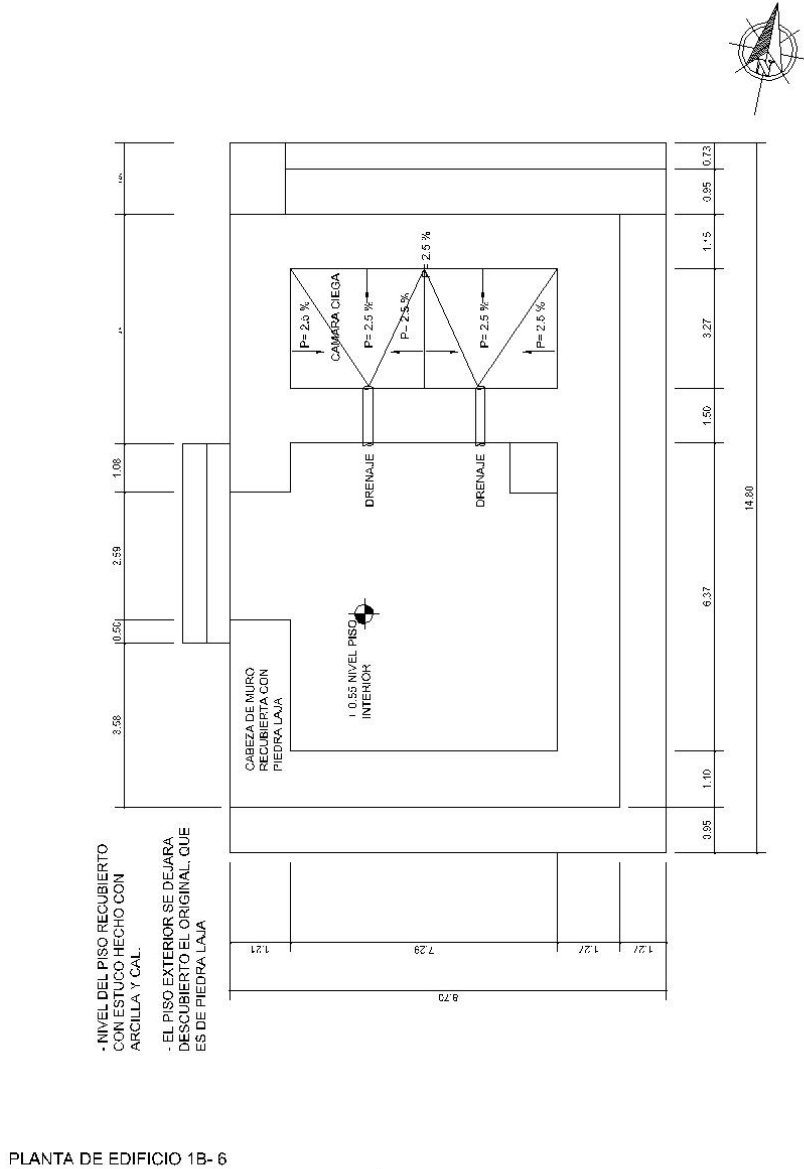 0.73
0.95
1.15
3.27
1.50
6.37
1.10
0.95
14.80
1.08
2.59
0.50
3.58
P= 2.5 %
CAMARA CIEGA
P= 2.5 %
P= 2.5 %
P= 2.5 %
P= 2.5 %
P= 2.5 %
DRENAJE
DRENAJE
0.55 NIVEL PISO
INTERIOR
CABEZA DE MURO
RECUBIERTA CON
PIEDRA LAJA
- NIVEL DEL PISO RECUBIERTO
CON ESTUCO HECHO CON
ARCILLA Y CAL.
- EL PISO EXTERIOR SE DEJARA
DESCUBIERTO EL ORIGINAL, QUE
ES DE PIEDRA LAJA
1.21
7.29
1.27
1.27
8.70
PLANTA DE EDIFICIO 1B- 6